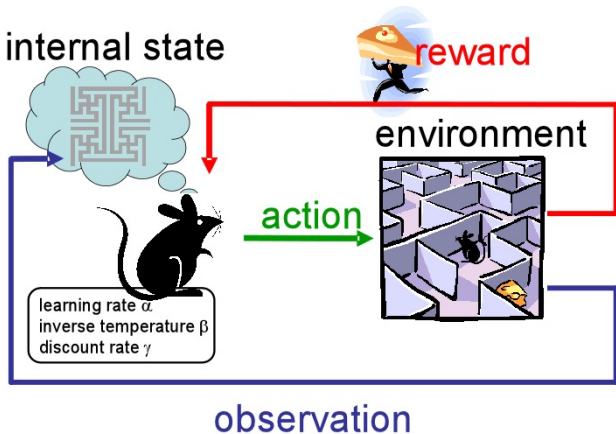 internal state
reward
environment
action
learning rate α
inverse temperature β
discount rate γ
observation